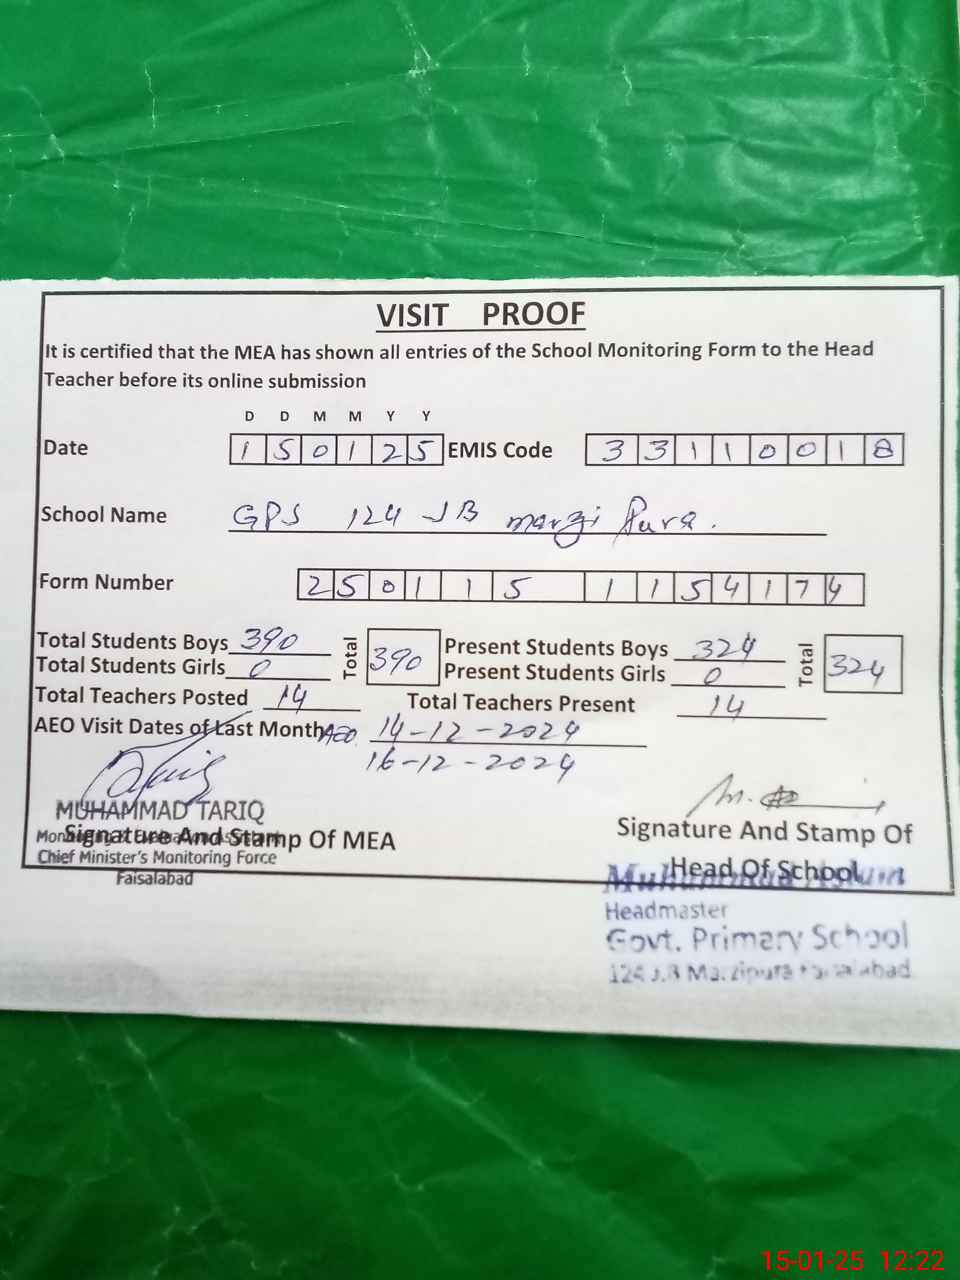 VISIT PROOF
It is certified that the MEA has shown all entries of the School Monitoring Form to the Head
Teacher before its online submission
D D M M Y Y
Date 1 5 0 1 2 5 EMIS Code 3 3 1 1 0 0 1 8
School Name GPS 124 JB marzi Pura.
Form Number 2 5 0 1 1 5 1 1 5 4 1 7 4
Total Students Boys 390 Total 390 Present Students Boys 324 Total 324
Total Students Girls 0 Present Students Girls 0
Total Teachers Posted 14 Total Teachers Present 14
AEO Visit Dates of Last Month AEO 14-12-2024
16-12-2024
MUHAMMAD TARIQ
Signature And Stamp Of MEA
Chief Minister's Monitoring Force
Faisalabad
Signature And Stamp Of
Head Of School
Muhammad Aslam
Headmaster
Govt. Primary School
124 J.B Marzipura Faisalabad
15-01-25 12:22